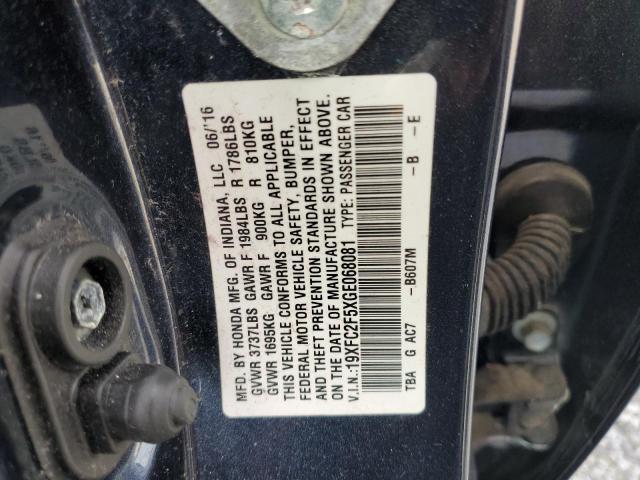 MFD. BY HONDA MFG. OF INDIANA, LLC 06/'16
GVWR 3737LBS GAWR F 1984LBS R 1786LBS
GVWR 1695KG GAWR F 900KG R 810KG
THIS VEHICLE CONFORMS TO ALL APPLICABLE
FEDERAL MOTOR VEHICLE SAFETY, BUMPER,
AND THEFT PREVENTION STANDARDS IN EFFECT
ON THE DATE OF MANUFACTURE SHOWN ABOVE.
V.I.N.:19XFC2F5XGE068081 TYPE: PASSENGER CAR
TBA G AC7 -B607M -B -E